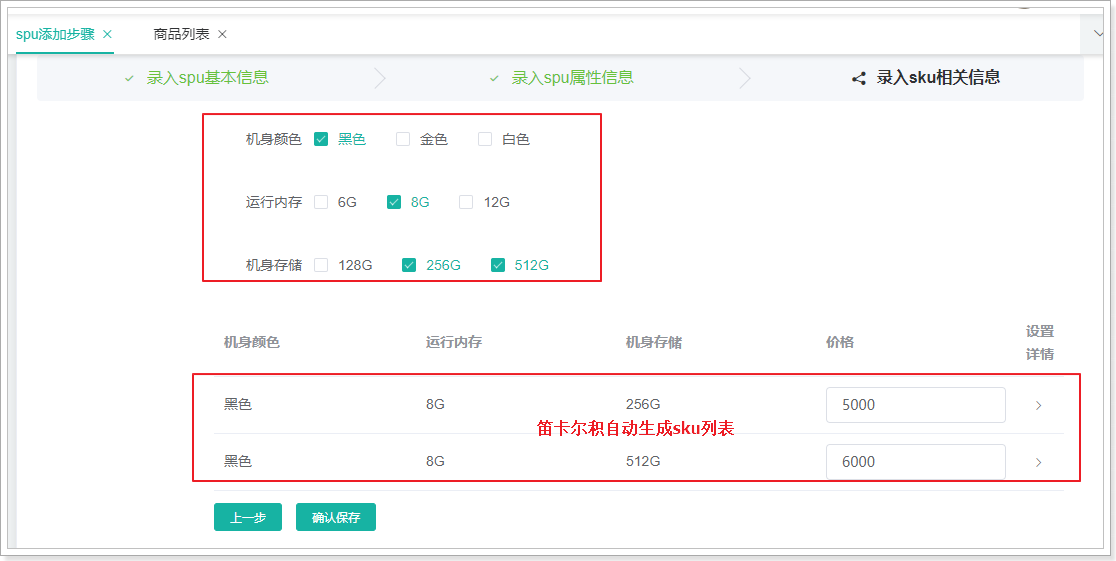 spu添加步骤 商品列表
录入spu基本信息 录入spu属性信息 录入sku相关信息
机身颜色 黑色 金色 白色
运行内存 6G 8G 12G
机身存储 128G 256G 512G
机身颜色 运行内存 机身存储 价格 设置详情
黑色 8G 256G 5000
笛卡尔积自动生成sku列表
黑色 8G 512G 6000
上一步 确认保存